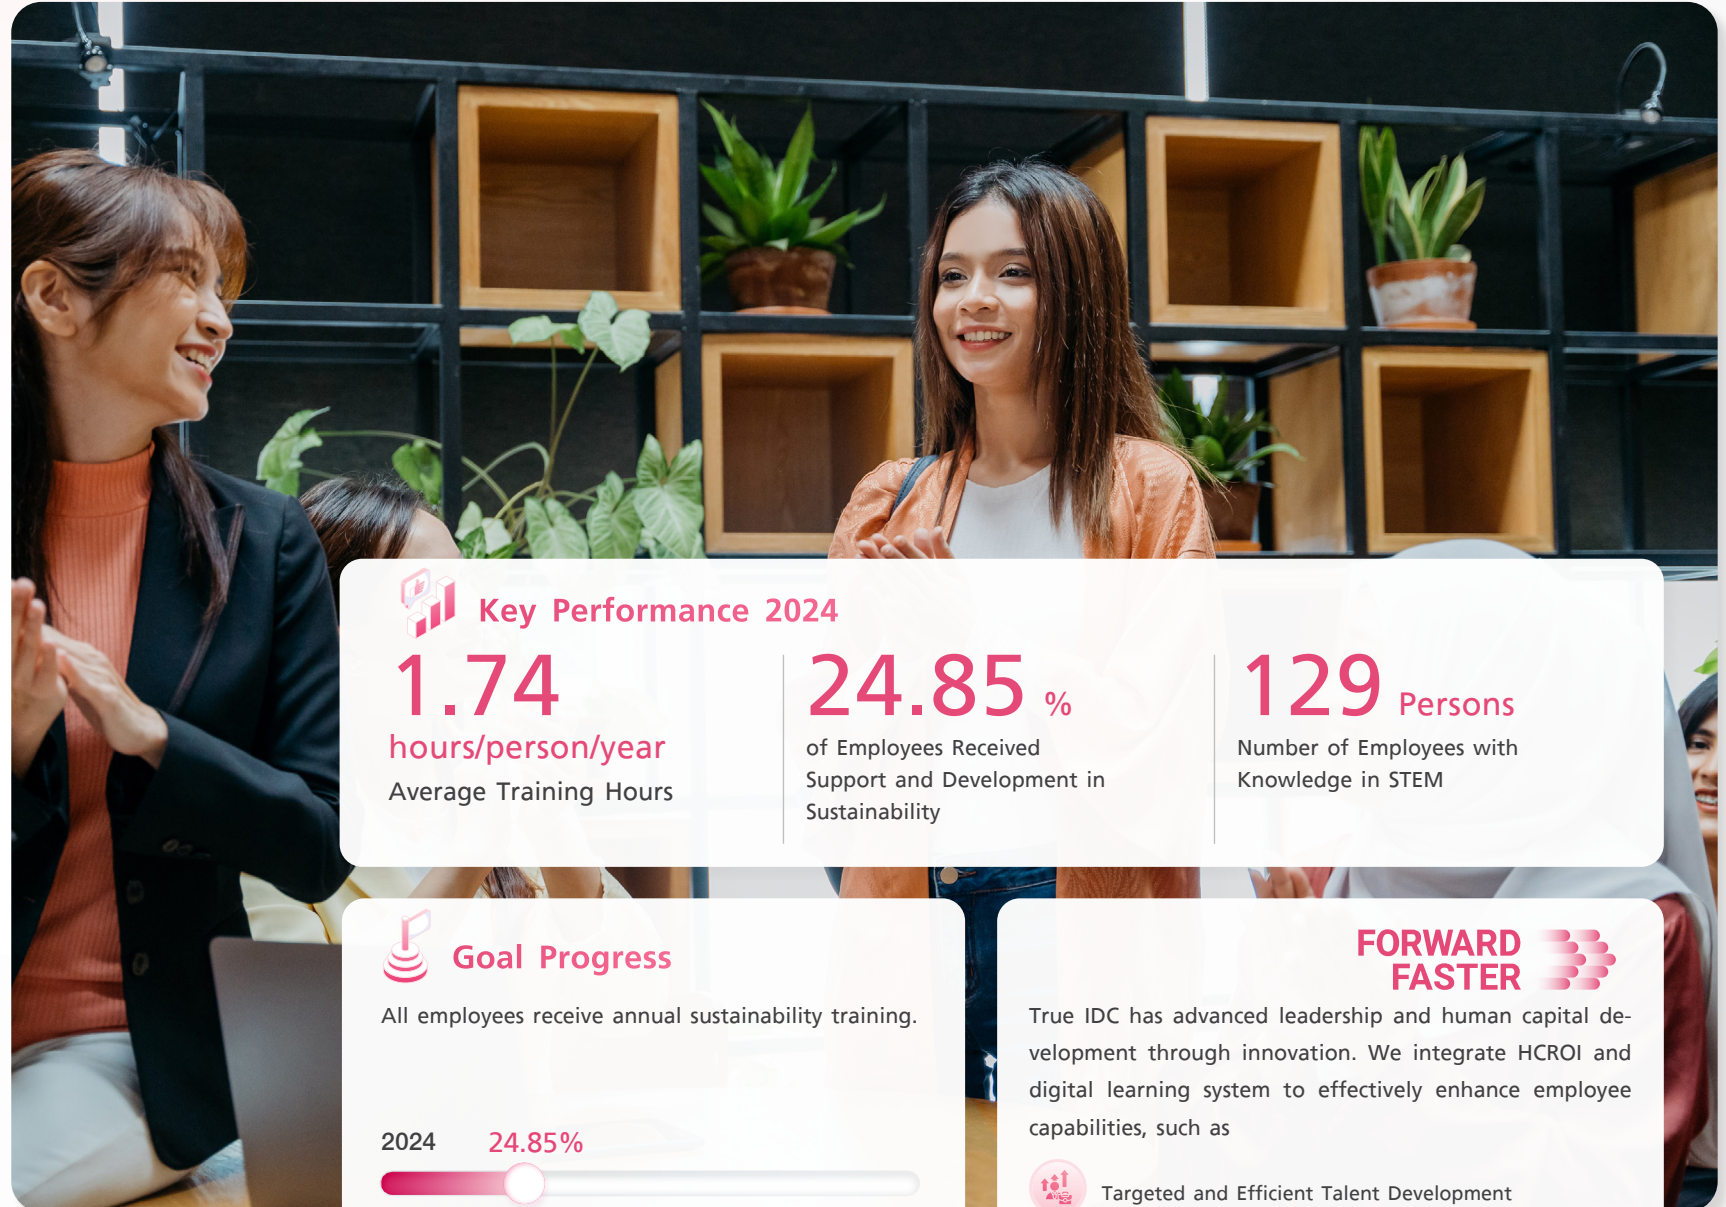 Key Performance 2024
1.74
hours/person/year
Average Training Hours
24.85 %
of Employees Received
Support and Development in
Sustainability
129 Persons
Number of Employees with
Knowledge in STEM
Goal Progress
All employees receive annual sustainability training.
2024 24.85%
FORWARD
FASTER
True IDC has advanced leadership and human capital de-
velopment through innovation. We integrate HCROI and
digital learning system to effectively enhance employee
capabilities, such as
Targeted and Efficient Talent Development